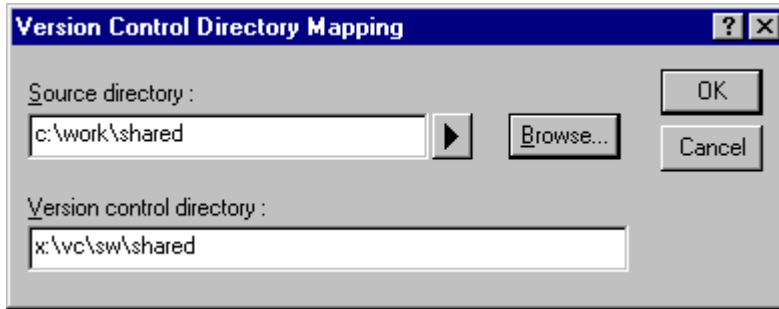 Version Control Directory Mapping
Source directory :
c:\work\shared
Browse...
OK
Cancel
Version control directory :
x:\vc\sw\shared